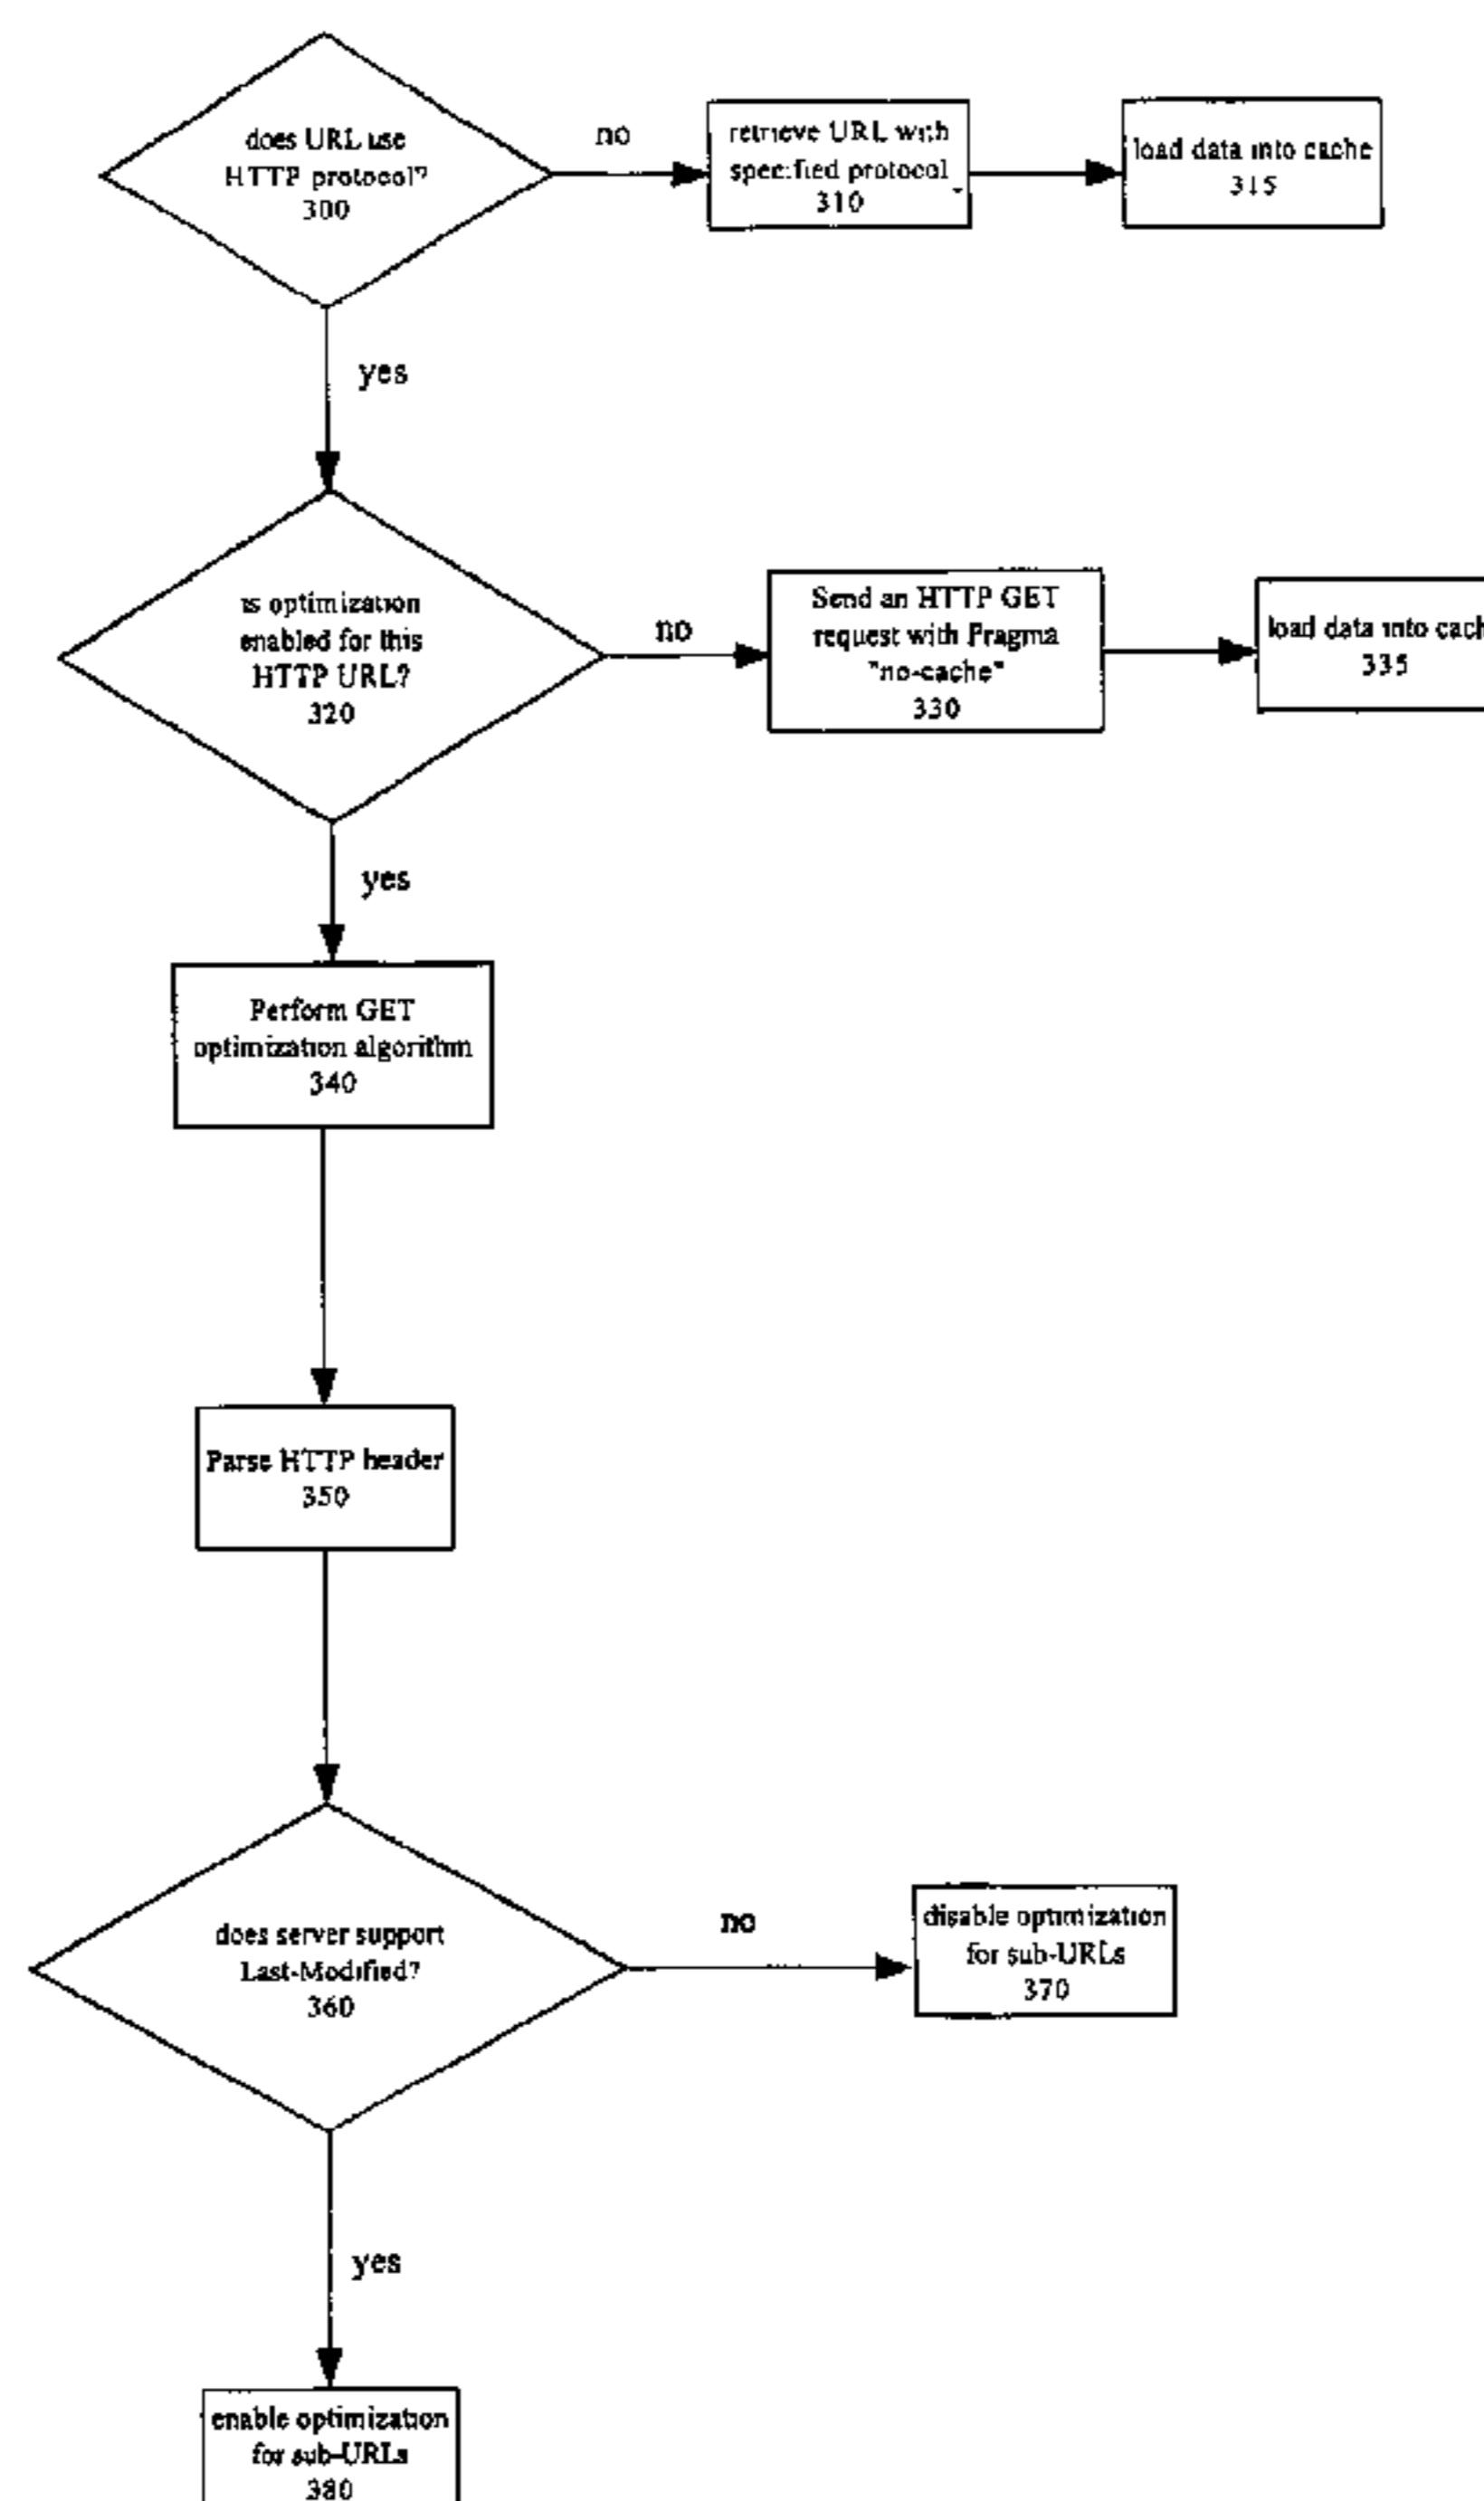 does URL use
HTTP protocol?
300
no
retrieve URL with
specified protocol
310
load data into cache
315
yes
is optimization
enabled for this
HTTP URL?
320
no
Send an HTTP GET
request with Pragma
"no-cache"
330
load data into cach
335
yes
Perform GET
optimization algorithm
340
Parse HTTP header
350
does server support
Last-Modified?
360
no
disable optimization
for sub-URLs
370
yes
enable optimization
for sub-URLs
380